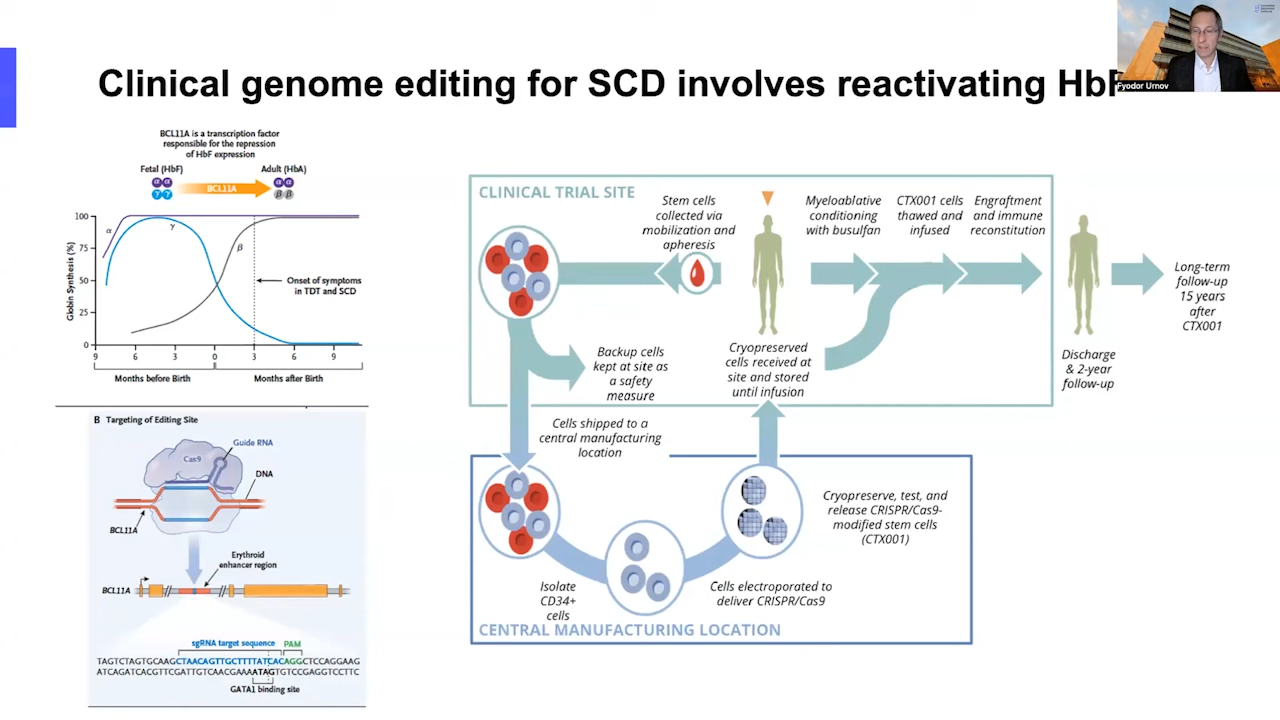 Clinical genome editing for SCD involves reactivating HbF
Fyodor Urnov
BCL11A is a transcription factor
responsible for the repression
of HbF expression
Fetal (HbF)
Adult (HbA)
α α
γ γ
BCL11A
α α
β β
Globin Synthesis (%)
100
75
50
25
0
α
γ
β
Onset of symptoms
in TDT and SCD
9 6 3 0 3 6 9
Months before Birth
Months after Birth
B Targeting of Editing Site
Cas9
Guide RNA
DNA
BCL11A
Erythroid
enhancer region
BCL11A
sgRNA target sequence
PAM
TAGTCTAGTGCAAGCTAACAGTTGCTTTTATCACAGGCTCCAGGAAG
ATCAGATCACGTTCGATTGTCAACGAAAATAGTGTCCGAGGTCCTTC
GATA1 binding site
CLINICAL TRIAL SITE
Stem cells
collected via
mobilization and
apheresis
Myeloablative
conditioning
with busulfan
CTX001 cells
thawed and
infused
Engraftment
and immune
reconstitution
Long-term
follow-up
15 years
after
CTX001
Backup cells
kept at site as
a safety
measure
Cryopreserved
cells received at
site and stored
until infusion
Discharge
& 2-year
follow-up
Cells shipped to a
central manufacturing
location
Cryopreserve, test, and
release CRISPR/Cas9-
modified stem cells
(CTX001)
Isolate
CD34+
cells
Cells electroporated to
deliver CRISPR/Cas9
CENTRAL MANUFACTURING LOCATION